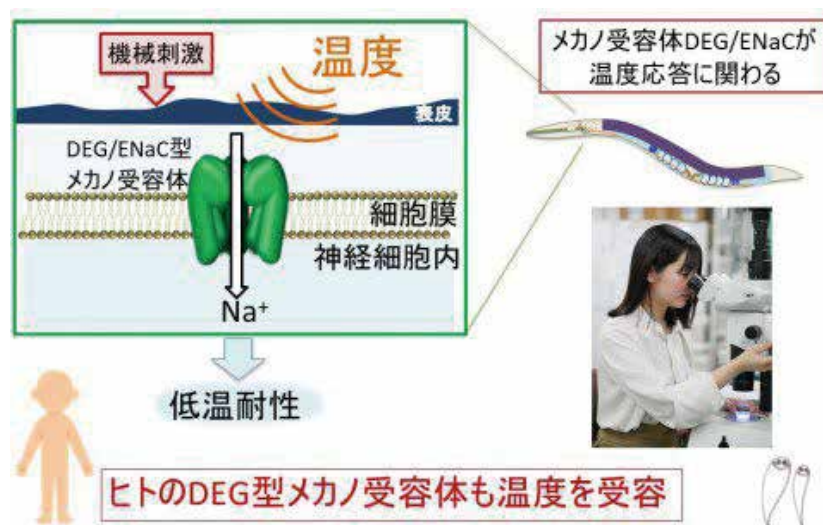 機械刺激
温度
表皮
DEG/ENaC型
メカノ受容体
細胞膜
神経細胞内
Na⁺
低温耐性
メカノ受容体DEG/ENaCが
温度応答に関わる
ヒトのDEG型メカノ受容体も温度を受容